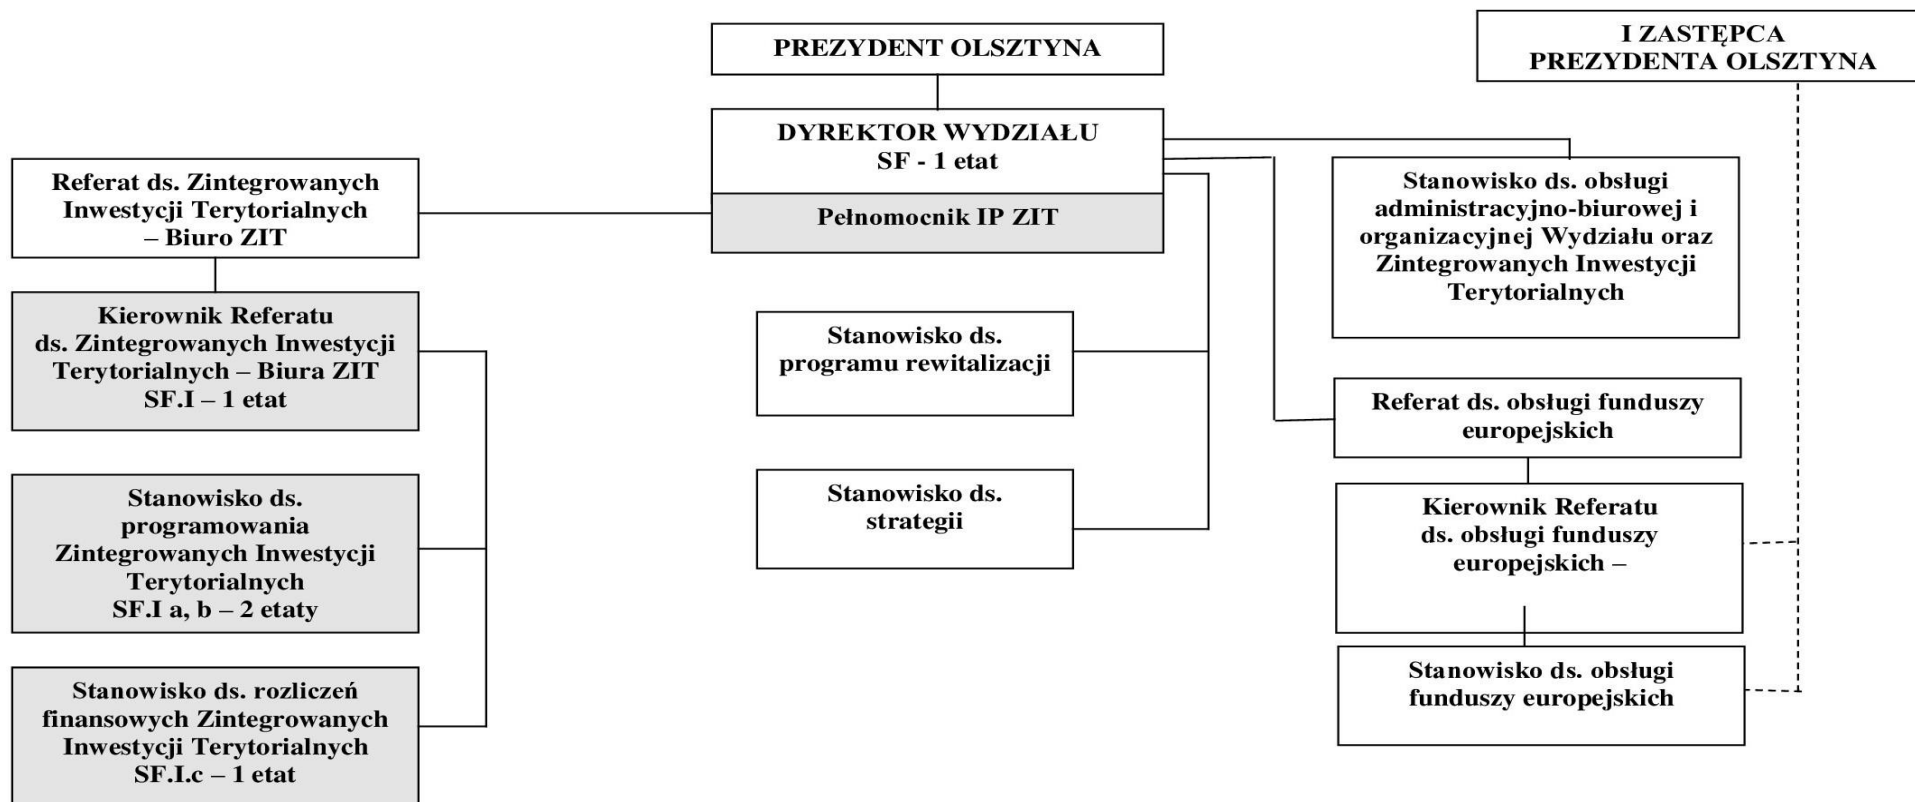 PREZYDENT OLSZTYNA
I ZASTĘPCA
PREZYDENTA OLSZTYNA
DYREKTOR WYDZIAŁU
SF - 1 etat
Pełnomocnik IP ZIT
Referat ds. Zintegrowanych
Inwestycji Terytorialnych
– Biuro ZIT
Kierownik Referatu
ds. Zintegrowanych Inwestycji
Terytorialnych – Biura ZIT
SF.I – 1 etat
Stanowisko ds.
programowania
Zintegrowanych Inwestycji
Terytorialnych
SF.I a, b – 2 etaty
Stanowisko ds. rozliczeń
finansowych Zintegrowanych
Inwestycji Terytorialnych
SF.I.c – 1 etat
Stanowisko ds.
programu rewitalizacji
Stanowisko ds.
strategii
Stanowisko ds. obsługi
administracyjno-biurowej i
organizacyjnej Wydziału oraz
Zintegrowanych Inwestycji
Terytorialnych
Referat ds. obsługi funduszy
europejskich
Kierownik Referatu
ds. obsługi funduszy
europejskich –
Stanowisko ds. obsługi
funduszy europejskich